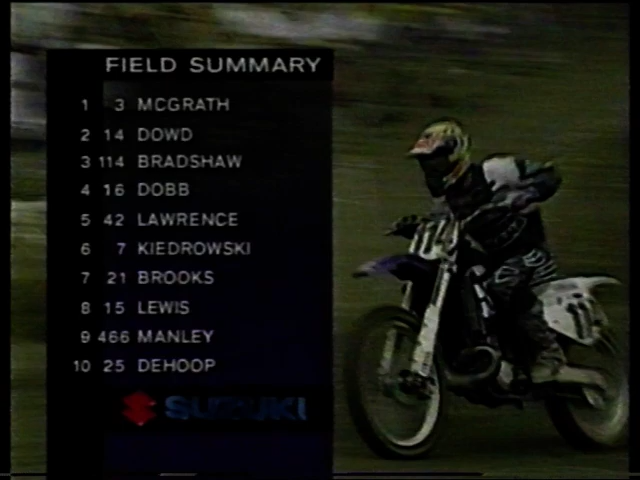 FIELD SUMMARY
1 3 MCGRATH
2 14 DOWD
3 114 BRADSHAW
4 16 DOBB
5 42 LAWRENCE
6 7 KIEDROWSKI
7 21 BROOKS
8 15 LEWIS
9 466 MANLEY
10 25 DEHOOP
SUZUKI